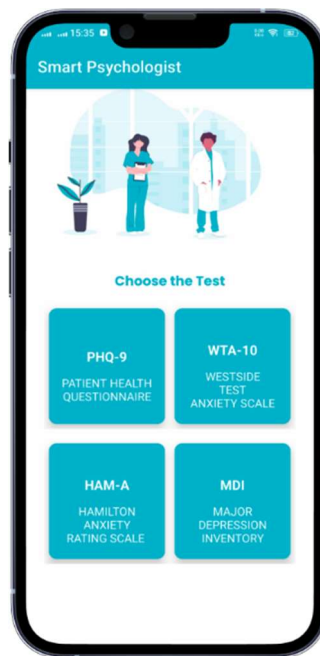 15:35
Smart Psychologist
Choose the Test
PHQ-9
PATIENT HEALTH
QUESTIONNAIRE
WTA-10
WESTSIDE
TEST
ANXIETY SCALE
HAM-A
HAMILTON
ANXIETY
RATING SCALE
MDI
MAJOR
DEPRESSION
INVENTORY